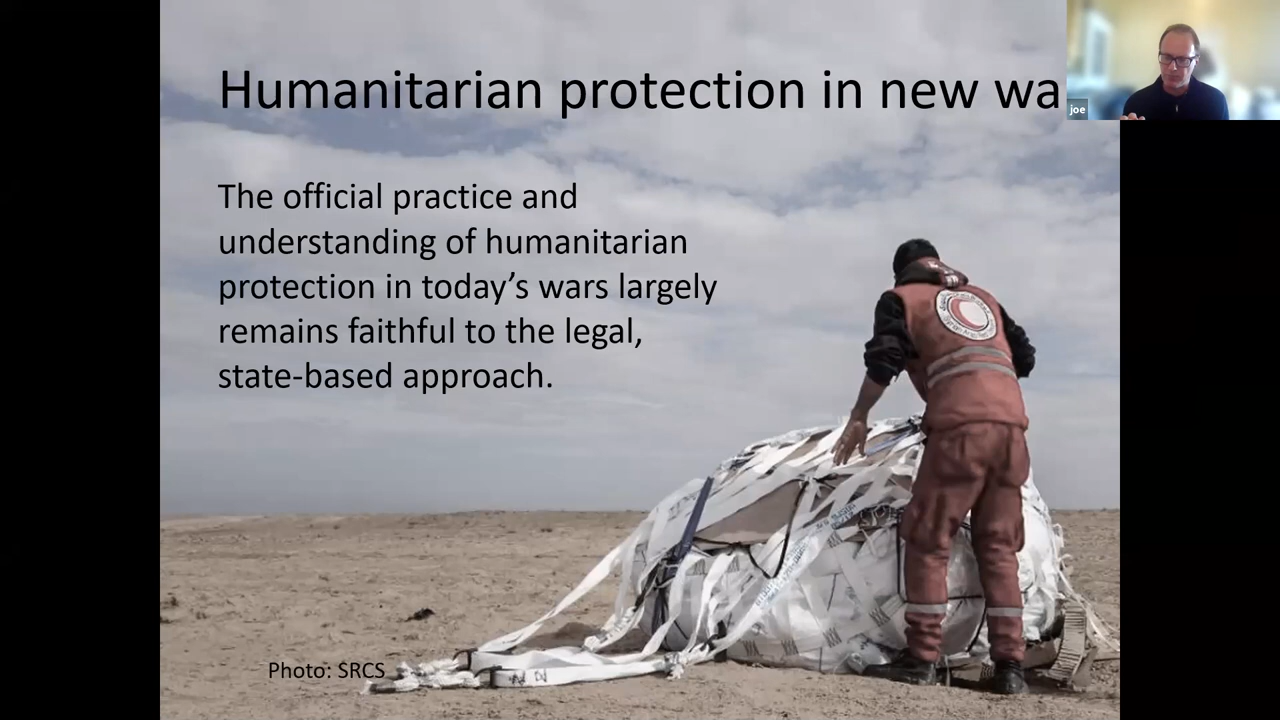 Humanitarian protection in new wa
joe
The official practice and
understanding of humanitarian
protection in today’s wars largely
remains faithful to the legal,
state-based approach.
Photo: SRCS